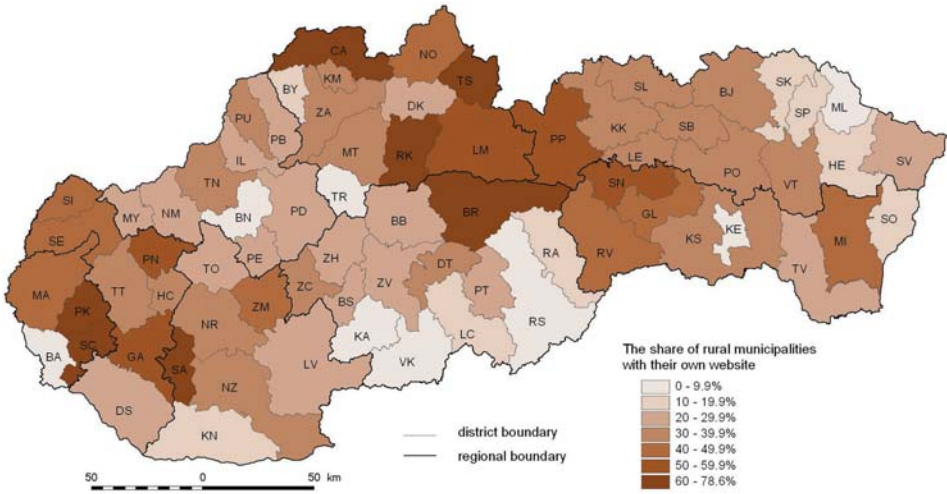 CA
NO
KM
TS
BY
SL
BJ
SK
ML
PU
ZA
DK
SP
PB
KK
SB
PP
IL
MT
RK
LM
LE
PO
HE
SV
TN
VT
SN
BN
TR
PD
BR
SI
MY
NM
BB
GL
KE
SO
SE
PN
TO
PE
ZH
DT
RA
RV
KS
MI
TT
HC
ZC
ZV
PT
TV
MA
ZM
BS
PK
NR
KA
LC
RS
BA
SC
GA
SA
LV
VK
DS
NZ
KN
The share of rural municipalities
with their own website
0 - 9.9%
10 - 19.9%
20 - 29.9%
30 - 39.9%
40 - 49.9%
50 - 59.9%
60 - 78.6%
district boundary
regional boundary
50 0 50 km